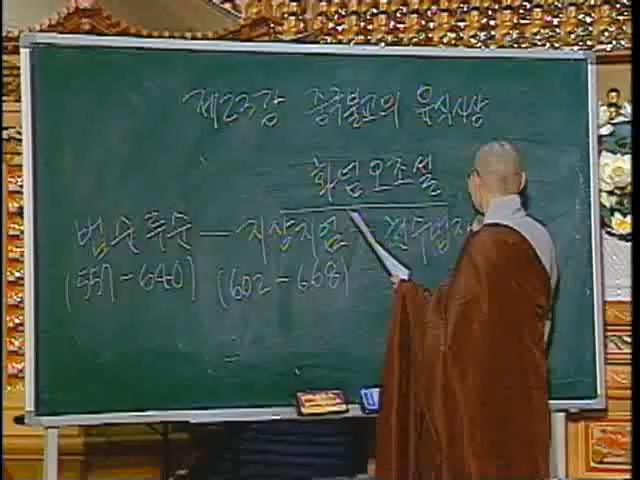 제23강 중국불교의 유식사상
화엄오조설
법순두순 — 지상지엄 - 현수법
(557-640) (602-668)